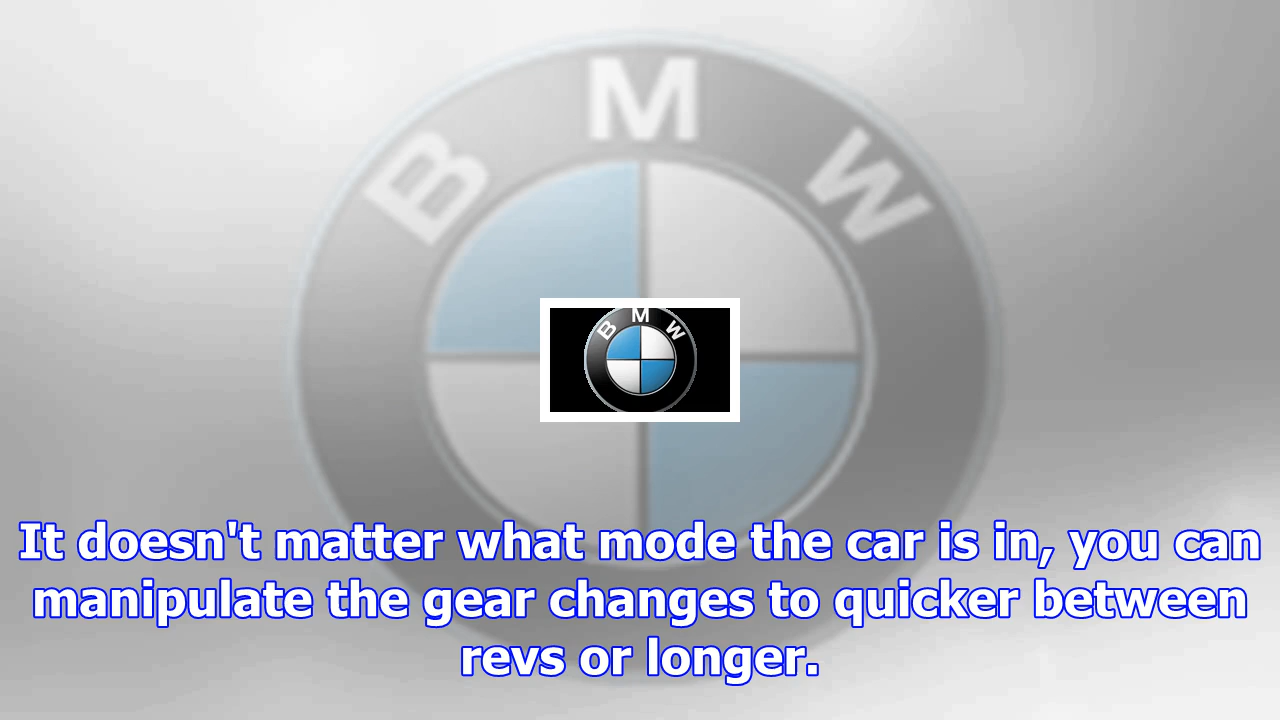 B M W
B M W
It doesn't matter what mode the car is in, you can
manipulate the gear changes to quicker between
revs or longer.